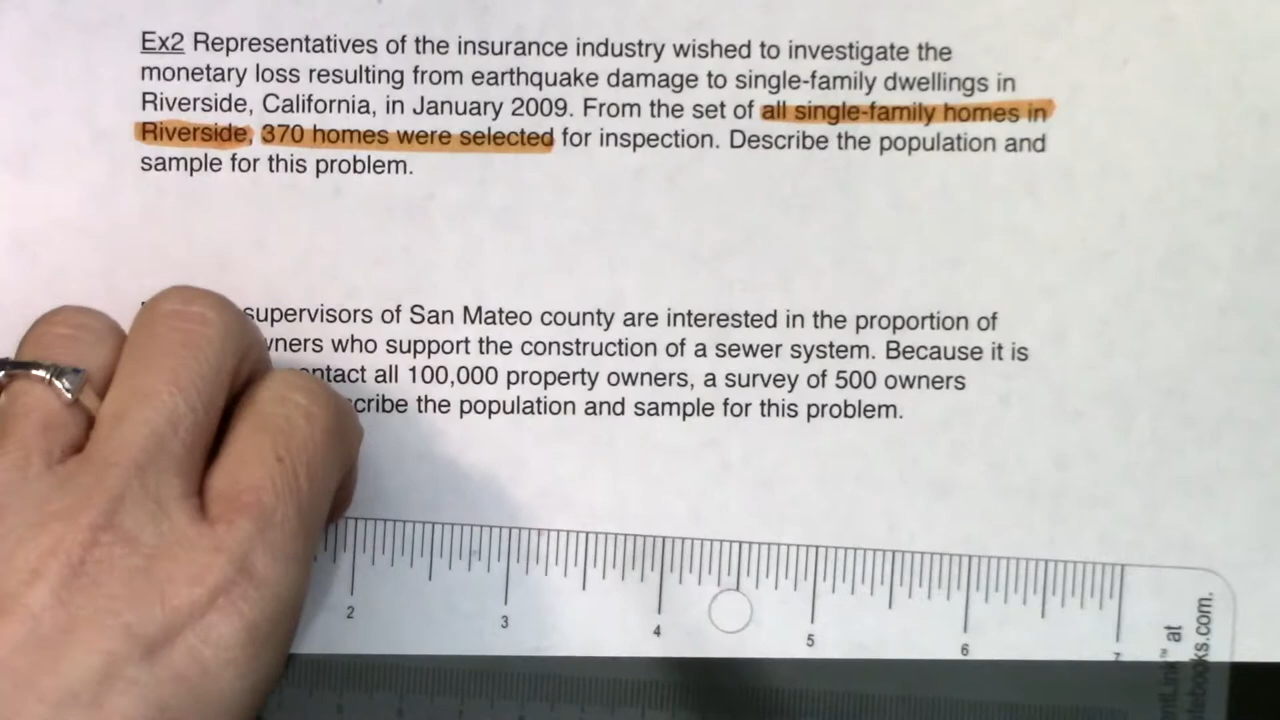 Ex2 Representatives of the insurance industry wished to investigate the
monetary loss resulting from earthquake damage to single-family dwellings in
Riverside, California, in January 2009. From the set of all single-family homes in
Riverside, 370 homes were selected for inspection. Describe the population and
sample for this problem.
supervisors of San Mateo county are interested in the proportion of
who support the construction of a sewer system. Because it is
all 100,000 property owners, a survey of 500 owners
the population and sample for this problem.
2 3 4 5 6 7
at